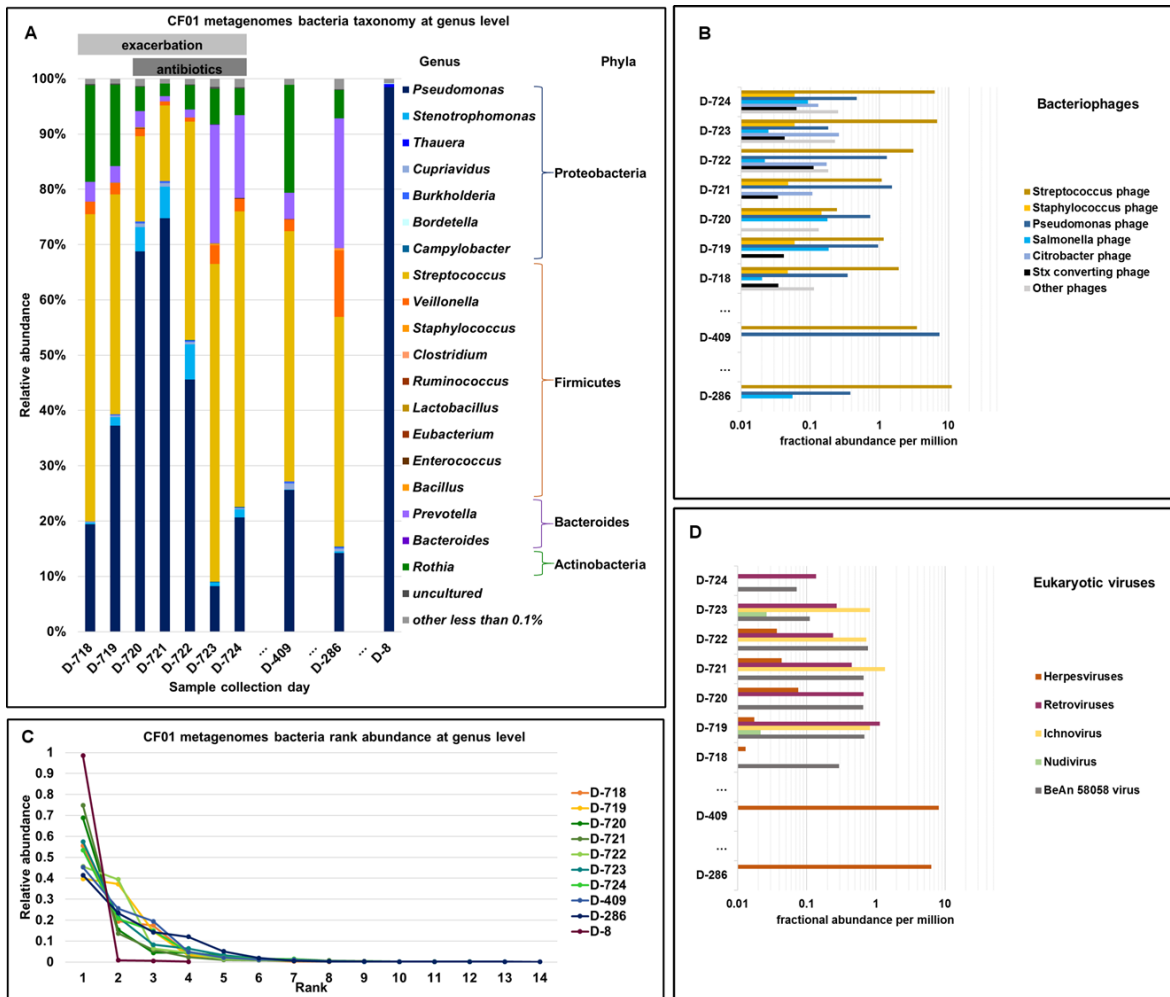 CF01 metagenomes bacteria taxonomy at genus level
A
exacerbation
antibiotics
Genus
Phyla
Relative abundance
100%
90%
80%
70%
60%
50%
40%
30%
20%
10%
0%
D-718
D-719
D-720
D-721
D-722
D-723
D-724
...
D-409
...
D-286
...
D-8
Sample collection day
Pseudomonas
Stenotrophomonas
Thauera
Cupriavidus
Burkholderia
Bordetella
Campylobacter
Streptococcus
Veillonella
Staphylococcus
Clostridium
Ruminococcus
Lactobacillus
Eubacterium
Enterococcus
Bacillus
Prevotella
Bacteroides
Rothia
uncultured
other less than 0.1%
Proteobacteria
Firmicutes
Bacteroides
Actinobacteria
B
Bacteriophages
D-724
D-723
D-722
D-721
D-720
D-719
D-718
...
D-409
...
D-286
0.01
0.1
1
10
fractional abundance per million
Streptococcus phage
Staphylococcus phage
Pseudomonas phage
Salmonella phage
Citrobacter phage
Stx converting phage
Other phages
C
CF01 metagenomes bacteria rank abundance at genus level
Relative abundance
1
0.9
0.8
0.7
0.6
0.5
0.4
0.3
0.2
0.1
0
1 2 3 4 5 6 7 8 9 10 11 12 13 14
Rank
D-718
D-719
D-720
D-721
D-722
D-723
D-724
D-409
D-286
D-8
D
Eukaryotic viruses
D-724
D-723
D-722
D-721
D-720
D-719
D-718
...
D-409
...
D-286
0.01
0.1
1
10
fractional abundance per million
Herpesviruses
Retroviruses
Ichnovirus
Nudivirus
BeAn 58058 virus